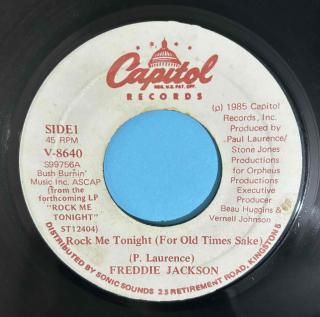 Capitol
REG. U.S. PAT. OFF.
RECORDS
SIDE1
45 RPM
V-8640
S99756A
Bush Burnin'
Music Inc. ASCAP
(from the
forthcoming LP
"ROCK ME
TONIGHT"
ST12404)
(p) 1985 Capitol
Records, Inc.
Produced by
Paul Laurence/
Stone Jones
Productions
for Orpheus
Productions
Executive
Producer
Beau Huggins &
Vernell Johnson
Rock Me Tonight (For Old Times Sake)
(P. Laurence)
FREDDIE JACKSON
DISTRIBUTED BY SONIC SOUNDS 25 RETIREMENT ROAD, KINGSTON 5